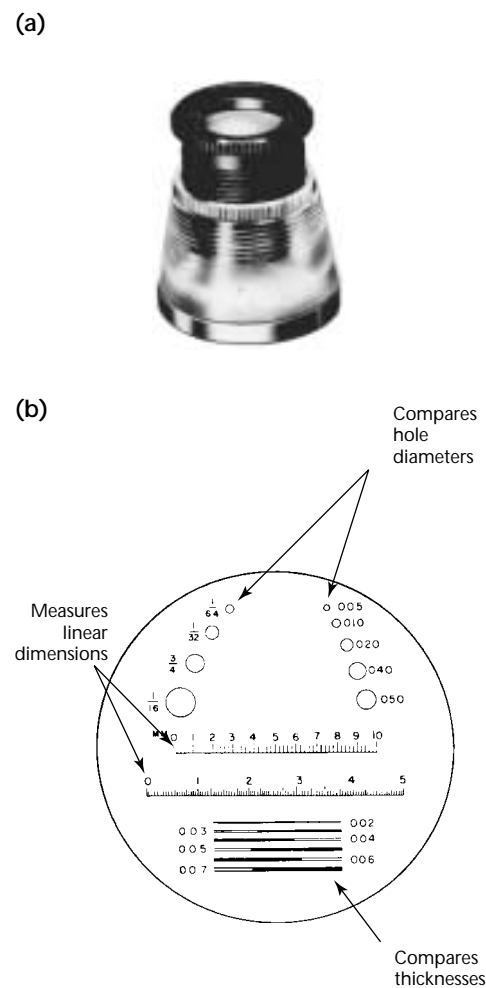 (a)
(b)
Compares
hole
diameters
Measures
linear
dimensions
1/64
005
1/32
010
020
3/4
040
1/16
050
M 0 1 2 3 4 5 6 7 8 9 10
0 1 2 3 4 5
002
003
004
005
006
007
Compares
thicknesses